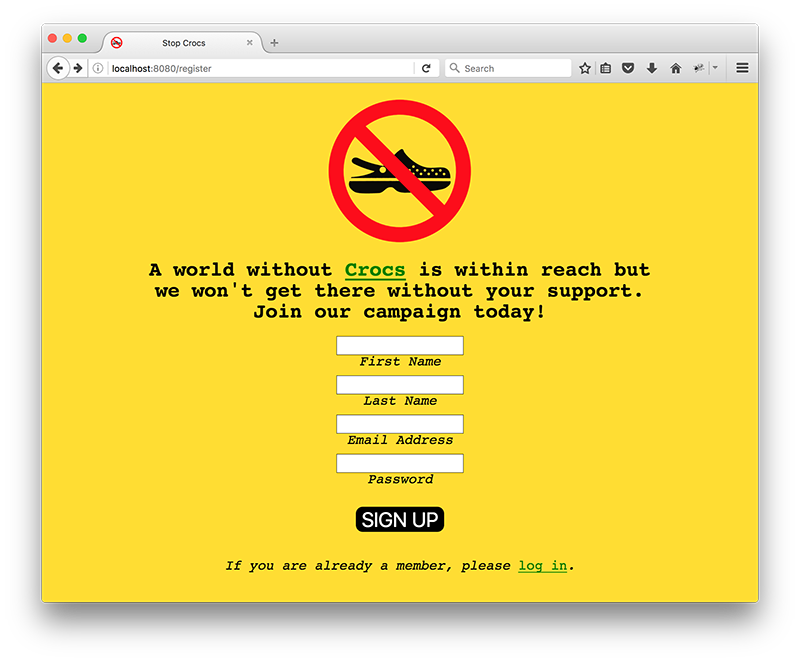 Stop Crocs
localhost:8080/register
Search
A world without Crocs is within reach but
we won't get there without your support.
Join our campaign today!
First Name
Last Name
Email Address
Password
SIGN UP
If you are already a member, please log in.